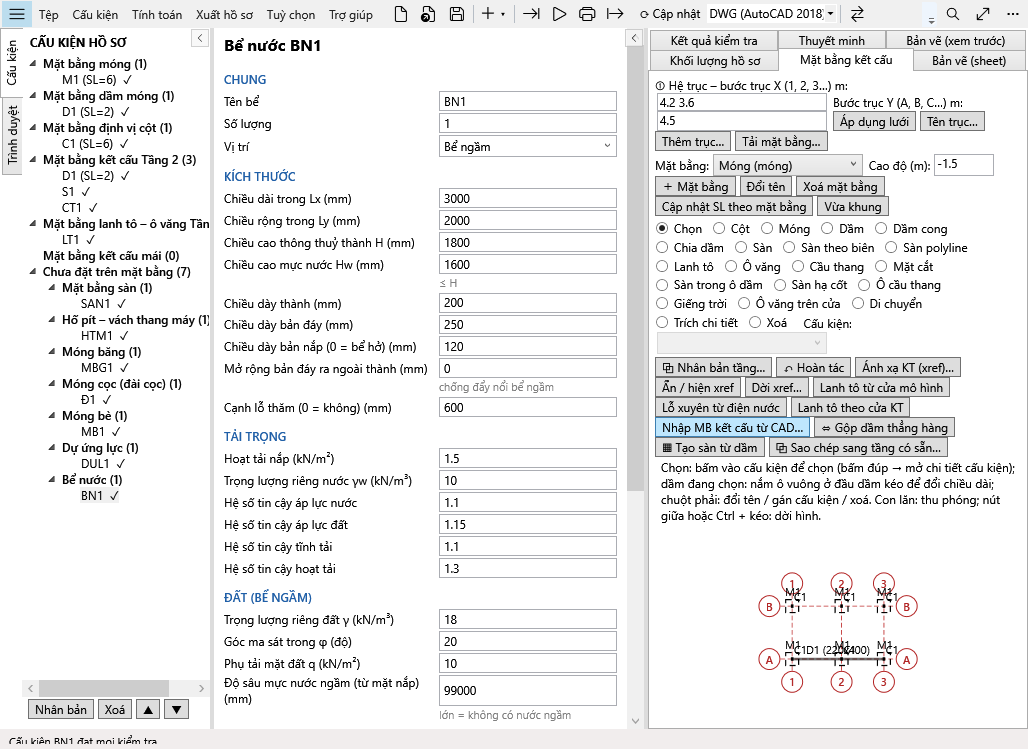 Tệp Cấu kiện Tính toán Xuất hồ sơ Tuỳ chọn Trợ giúp Cập nhật DWG (AutoCAD 2018)
Cấu kiện
Trình duyệt
CẤU KIỆN HỒ SƠ
Mặt bằng móng (1)
M1 (SL=6) ✓
Mặt bằng dầm móng (1)
D1 (SL=2) ✓
Mặt bằng định vị cột (1)
C1 (SL=6) ✓
Mặt bằng kết cấu Tầng 2 (3)
D1 (SL=2) ✓
S1 ✓
CT1 ✓
Mặt bằng lanh tô – ô văng Tần
LT1 ✓
Mặt bằng kết cấu mái (0)
Chưa đặt trên mặt bằng (7)
Mặt bằng sàn (1)
SAN1 ✓
Hố pít – vách thang máy (1)
HTM1 ✓
Móng băng (1)
MBG1 ✓
Móng cọc (đài cọc) (1)
Đ1 ✓
Móng bè (1)
MB1 ✓
Dự ứng lực (1)
DUL1 ✓
Bể nước (1)
BN1 ✓
Nhân bản Xoá ▲ ▼
Cấu kiện BN1 đạt mọi kiểm tra
Bể nước BN1
CHUNG
Tên bể BN1
Số lượng 1
Vị trí Bể ngầm
KÍCH THƯỚC
Chiều dài trong Lx (mm) 3000
Chiều rộng trong Ly (mm) 2000
Chiều cao thông thuỷ thành H (mm) 1800
Chiều cao mực nước Hw (mm) 1600
≤ H
Chiều dày thành (mm) 200
Chiều dày bản đáy (mm) 250
Chiều dày bản nắp (0 = bể hở) (mm) 120
Mở rộng bản đáy ra ngoài thành (mm) 0
chống đẩy nổi bể ngầm
Cạnh lỗ thăm (0 = không) (mm) 600
TẢI TRỌNG
Hoạt tải nắp (kN/m²) 1.5
Trọng lượng riêng nước γw (kN/m³) 10
Hệ số tin cậy áp lực nước 1.1
Hệ số tin cậy áp lực đất 1.15
Hệ số tin cậy tĩnh tải 1.1
Hệ số tin cậy hoạt tải 1.3
ĐẤT (BỂ NGẦM)
Trọng lượng riêng đất γ (kN/m³) 18
Góc ma sát trong φ (độ) 20
Phụ tải mặt đất q (kN/m²) 10
Độ sâu mực nước ngầm (từ mặt nắp) (mm) 99000
lớn = không có nước ngầm
Kết quả kiểm tra Thuyết minh Bản vẽ (xem trước)
Khối lượng hồ sơ Mặt bằng kết cấu Bản vẽ (sheet)
Hệ trục – bước trục X (1, 2, 3...) m:
4.2 3.6 Bước trục Y (A, B, C...) m:
4.5 Áp dụng lưới Tên trục...
Thêm trục... Tải mặt bằng...
Mặt bằng: Móng (móng) Cao độ (m): -1.5
+ Mặt bằng Đổi tên Xoá mặt bằng
Cập nhật SL theo mặt bằng Vừa khung
Chọn Cột Móng Dầm Dầm cong
Chia dầm Sàn Sàn theo biên Sàn polyline
Lanh tô Ô văng Cầu thang Mặt cắt
Sàn trong ô dầm Sàn hạ cốt Ô cầu thang
Giếng trời Ô văng trên cửa Di chuyển
Trích chi tiết Xoá Cấu kiện:
Nhân bản tầng... Hoàn tác Ánh xạ KT (xref)...
Ẩn / hiện xref Dời xref... Lanh tô từ cửa mô hình
Lỗ xuyên từ điện nước Lanh tô theo cửa KT
Nhập MB kết cấu từ CAD... ⇔ Gộp dầm thẳng hàng
Tạo sàn từ dầm Sao chép sang tầng có sẵn...
Chọn: bấm vào cấu kiện để chọn (bấm đúp → mở chi tiết cấu kiện);
dầm đang chọn: nắm ô vuông ở đầu dầm kéo để đổi chiều dài;
chuột phải: đổi tên / gán cấu kiện / xoá. Con lăn: thu phóng; nút
giữa hoặc Ctrl + kéo: dời hình.
1 2 3
M1 C1 M1 C1 M1 C1
B B
M1 M1 M1
C1D1 (220x400) C1
A A
1 2 3